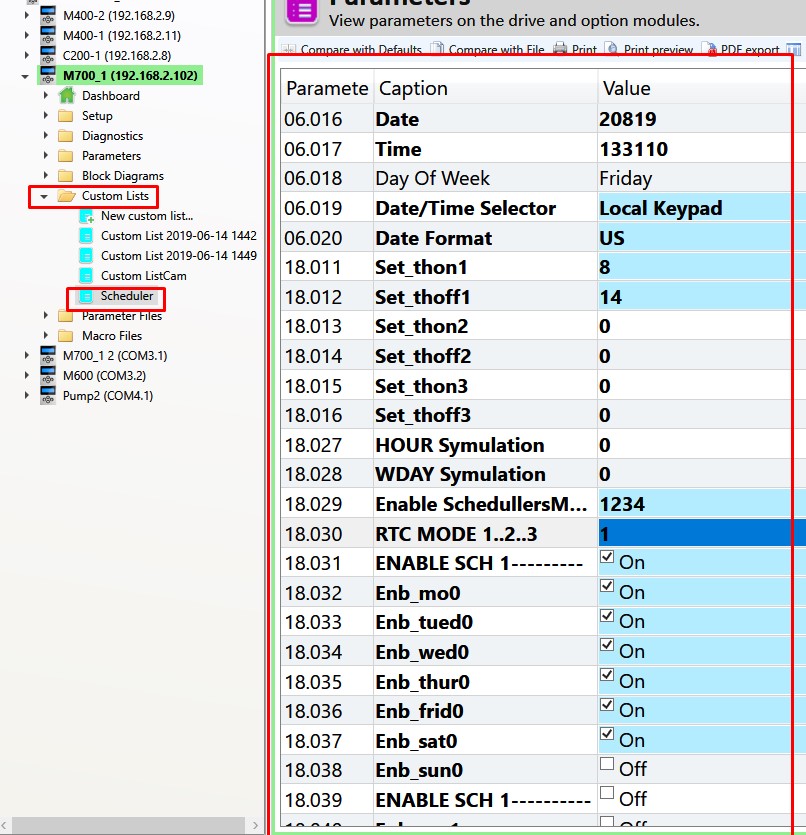 M400-2 (192.168.2.9)
M400-1 (192.168.2.11)
C200-1 (192.168.2.8)
M700_1 (192.168.2.102)
Dashboard
Setup
Diagnostics
Parameters
Block Diagrams
Custom Lists
New custom list...
Custom List 2019-06-14 1442
Custom List 2019-06-14 1449
Custom ListCam
Scheduler
Parameter Files
Macro Files
M700_1 2 (COM3.1)
M600 (COM3.2)
Pump2 (COM4.1)
Parameters
View parameters on the drive and option modules.
Compare with Defaults Compare with File Print Print preview PDF export
Paramete Caption Value
06.016 Date 20819
06.017 Time 133110
06.018 Day Of Week Friday
06.019 Date/Time Selector Local Keypad
06.020 Date Format US
18.011 Set_thon1 8
18.012 Set_thoff1 14
18.013 Set_thon2 0
18.014 Set_thoff2 0
18.015 Set_thon3 0
18.016 Set_thoff3 0
18.027 HOUR Symulation 0
18.028 WDAY Symulation 0
18.029 Enable SchedullersM... 1234
18.030 RTC MODE 1..2..3 1
18.031 ENABLE SCH 1--------- On
18.032 Enb_mo0 On
18.033 Enb_tued0 On
18.034 Enb_wed0 On
18.035 Enb_thur0 On
18.036 Enb_frid0 On
18.037 Enb_sat0 On
18.038 Enb_sun0 Off
18.039 ENABLE SCH 1---------- Off